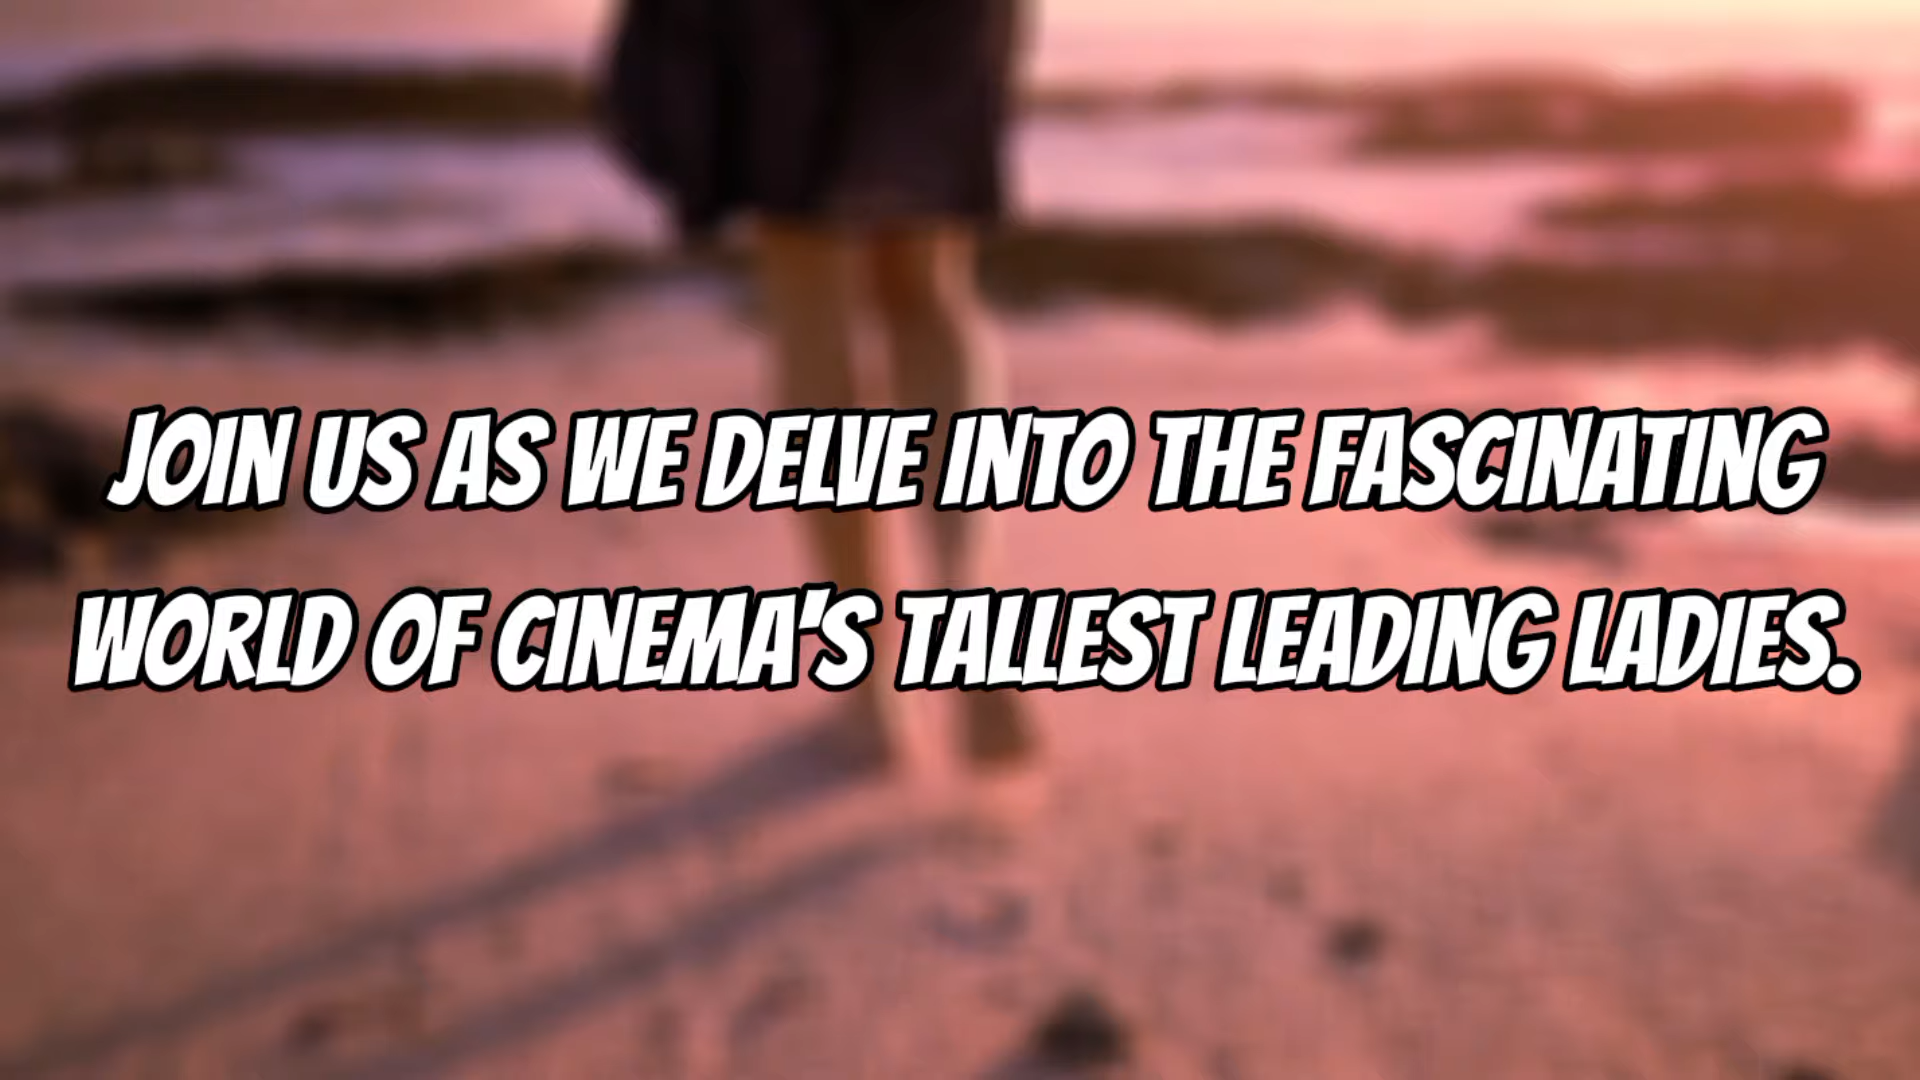 JOIN US AS WE DELVE INTO THE FASCINATING
WORLD OF CINEMA'S TALLEST LEADING LADIES.